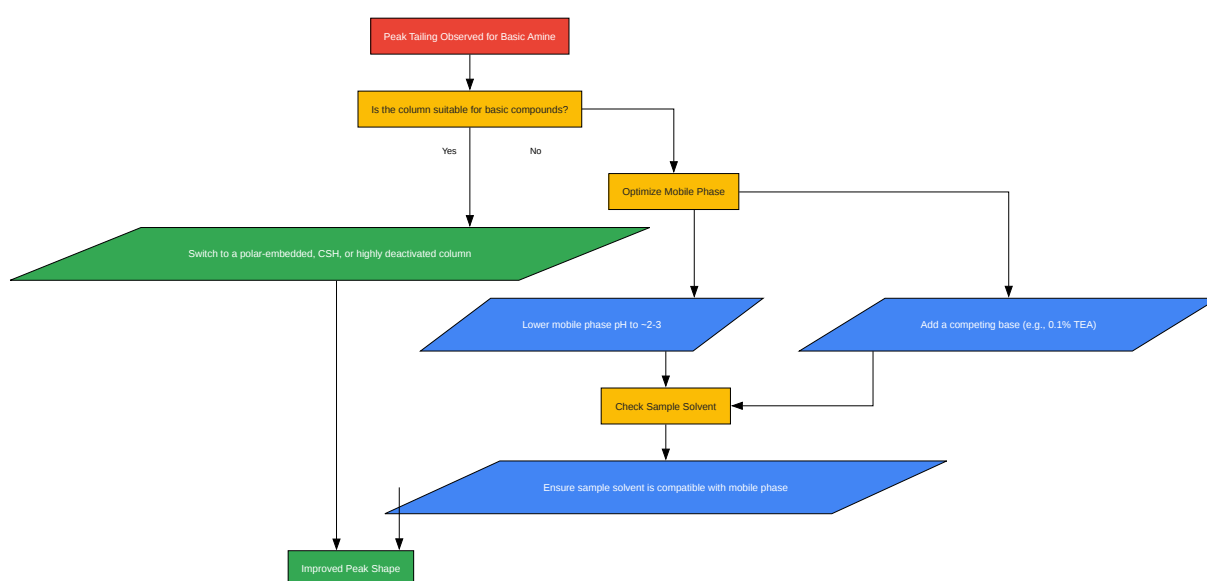 Peak Tailing Observed for Basic Amine
Is the column suitable for basic compounds?
Yes
No
Optimize Mobile Phase
Switch to a polar-embedded, CSH, or highly deactivated column
Lower mobile phase pH to ~2-3
Add a competing base (e.g., 0.1% TEA)
Check Sample Solvent
Ensure sample solvent is compatible with mobile phase
Improved Peak Shape